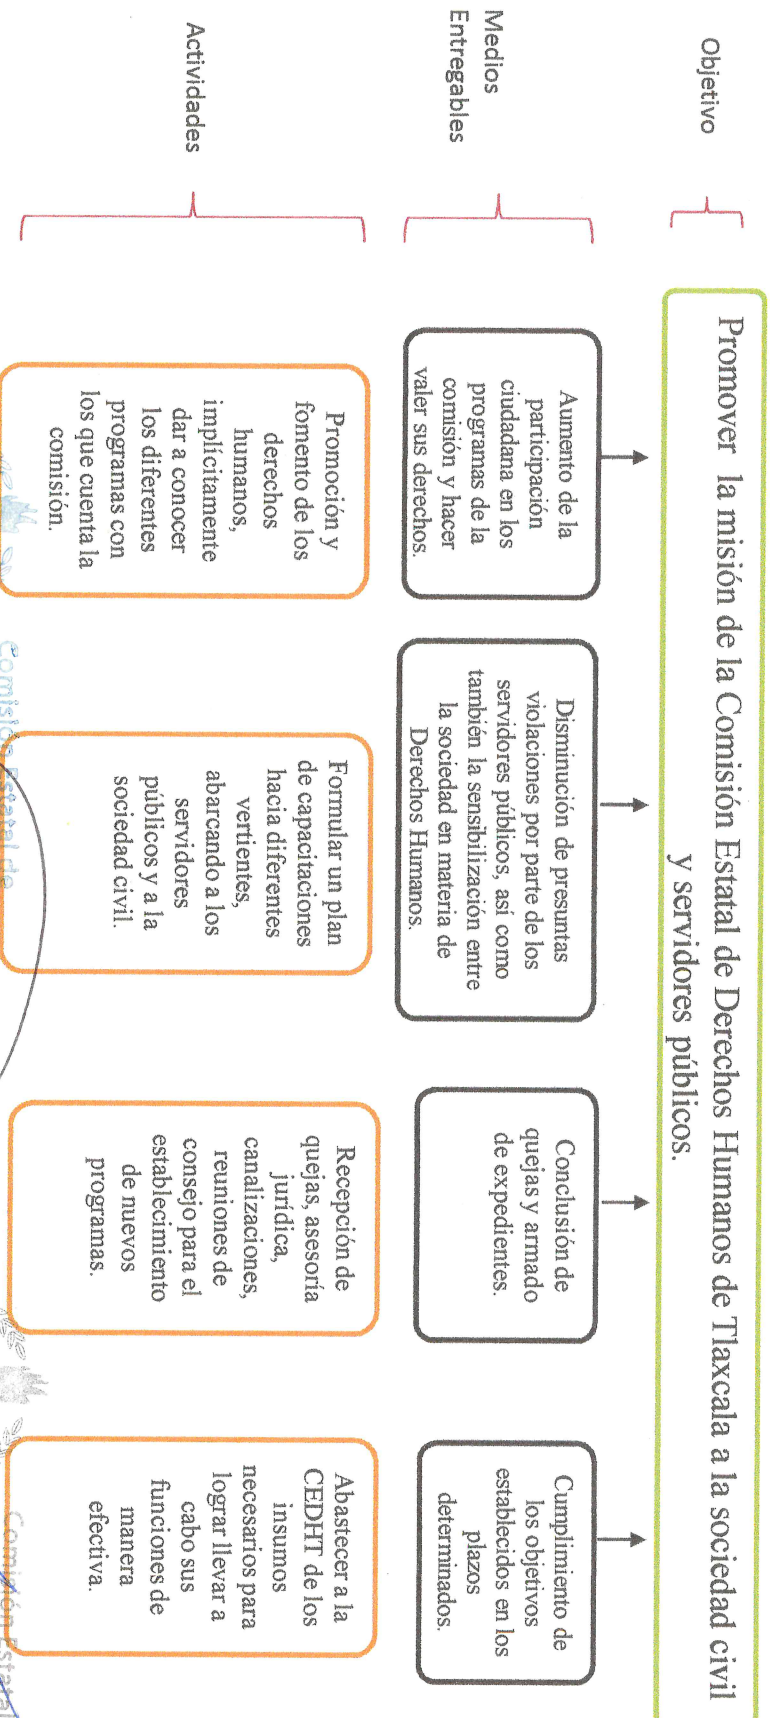 Objetivo
Promover la misión de la Comisión Estatal de Derechos Humanos de Tlaxcala a la sociedad civil
y servidores públicos.
Medios
Entregables
Aumento de la
participación
ciudadana en los
programas de la
comisión y hacer
valer sus derechos.
Disminución de presuntas
violaciones por parte de los
servidores públicos, así como
también la sensibilización entre
la sociedad en materia de
Derechos Humanos.
Conclusión de
quejas y armado
de expedientes.
Cumplimiento de
los objetivos
establecidos en los
plazos
determinados.
Actividades
Promoción y
fomento de los
derechos
humanos,
implícitamente
dar a conocer
los diferentes
programas con
los que cuenta la
comisión.
Formular un plan
de capacitaciones
hacia diferentes
vertientes,
abarcando a los
servidores
públicos y a la
sociedad civil.
Recepción de
quejas, asesoría
jurídica,
canalizaciones,
reuniones de
consejo para el
establecimiento
de nuevos
programas.
Abastecer a la
CEDHT de los
insumos
necesarios para
lograr llevar a
cabo sus
funciones de
manera
efectiva.
Comisión Estatal de
Comisión Estatal